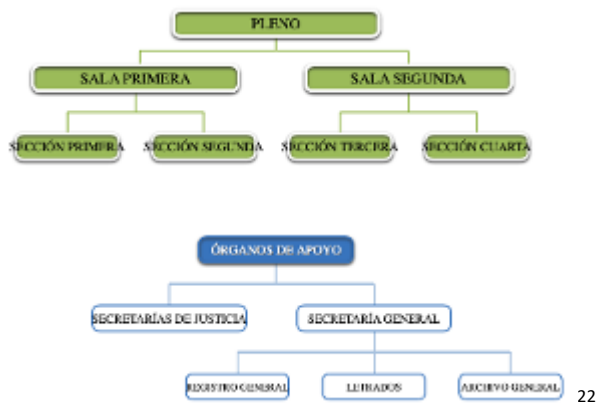 PLENO
SALA PRIMERA
SALA SEGUNDA
SECCIÓN PRIMERA
SECCIÓN SEGUNDA
SECCIÓN TERCERA
SECCIÓN CUARTA
ÓRGANOS DE APOYO
SECRETARÍAS DE JUSTICIA
SECRETARÍA GENERAL
REGISTRO GENERAL
LETRADOS
ARCHIVO GENERAL
22